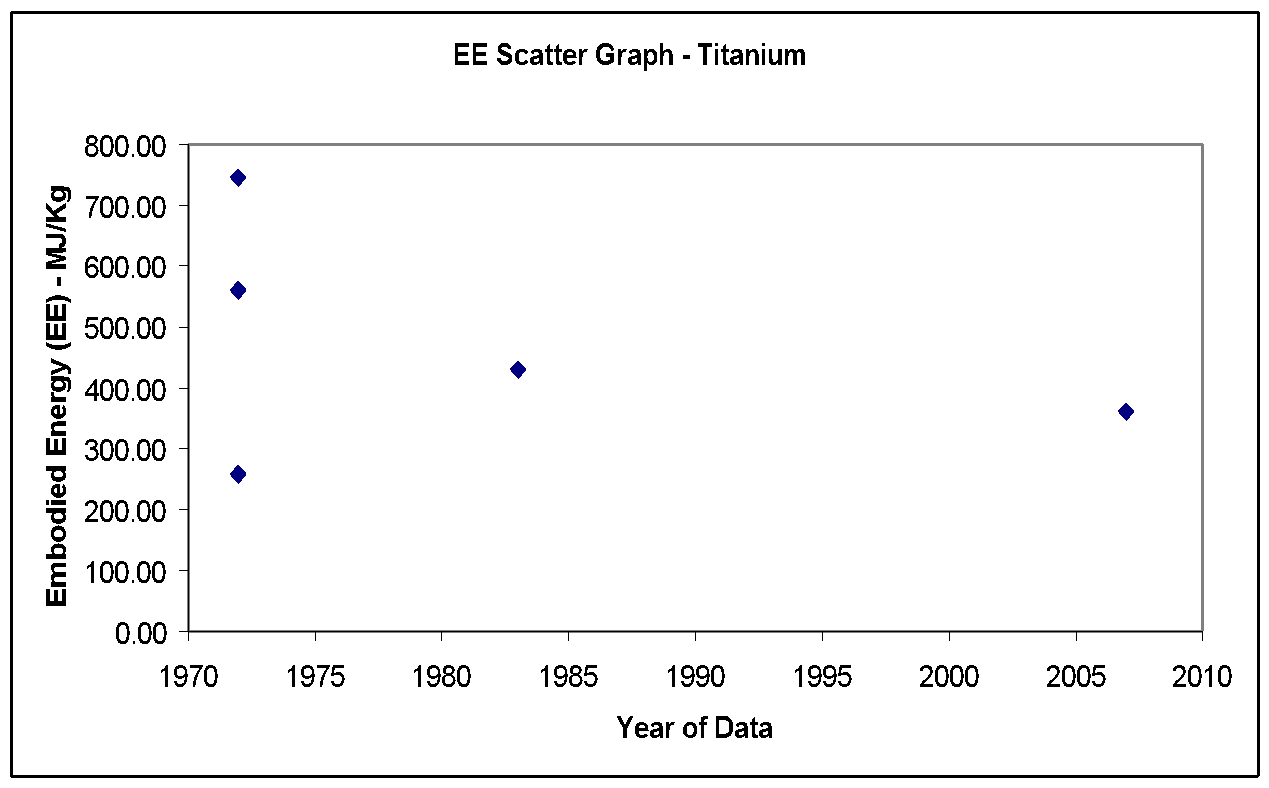 EE Scatter Graph - Titanium
Embodied Energy (EE) - MJ/Kg
800.00
700.00
600.00
500.00
400.00
300.00
200.00
100.00
0.00
1970 1975 1980 1985 1990 1995 2000 2005 2010
Year of Data